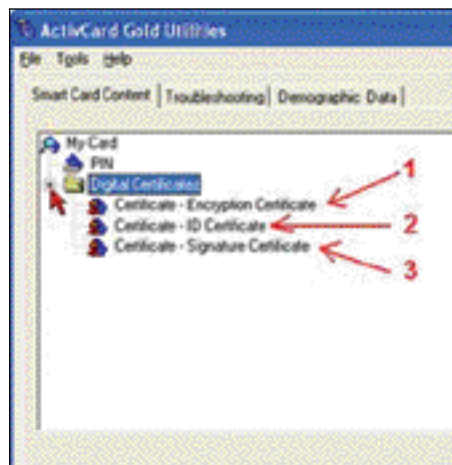 ActivCard Gold Utilities
File Tools Help
Smart Card Content Troubleshooting Demographic Data
My Card
PIN
Digital Certificates
Certificate - Encryption Certificate 1
Certificate - ID Certificate 2
Certificate - Signature Certificate 3